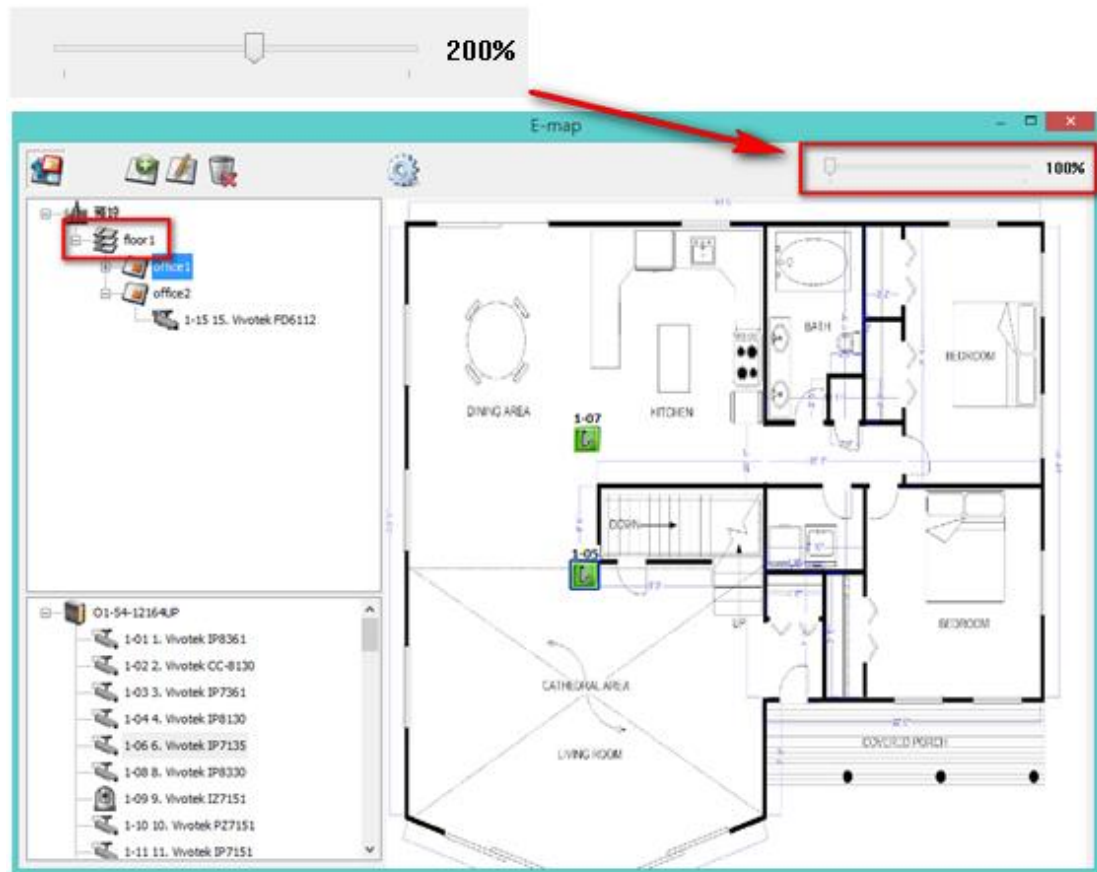 200%
E-map
100%
預設
floor1
office1
office2
1-15 15. Vivotek FD6112
O1-54-12164UP
1-01 1. Vivotek IP8361
1-02 2. Vivotek CC-8130
1-03 3. Vivotek IP7361
1-04 4. Vivotek IP8130
1-06 6. Vivotek IP7135
1-08 8. Vivotek IP8330
1-09 9. Vivotek IZ7151
1-10 10. Vivotek PZ7151
1-11 11. Vivotek IP7151
BATH
BEDROOM
DINING AREA
KITCHEN
1-07
DOWN
1-05
UP
BEDROOM
CATHEDRAL AREA
LIVING ROOM
COVERED PORCH